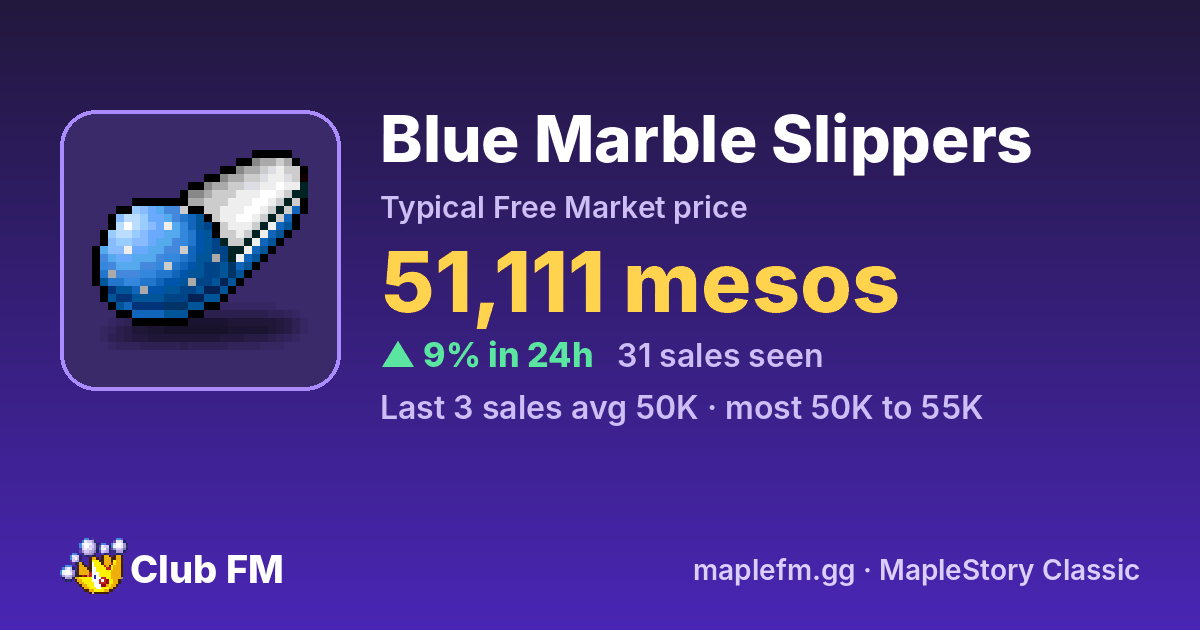 Blue Marble Slippers
Typical Free Market price
51,111 mesos
▲ 9% in 24h 31 sales seen
Last 3 sales avg 50K · most 50K to 55K
Club FM
maplefm.gg · MapleStory Classic